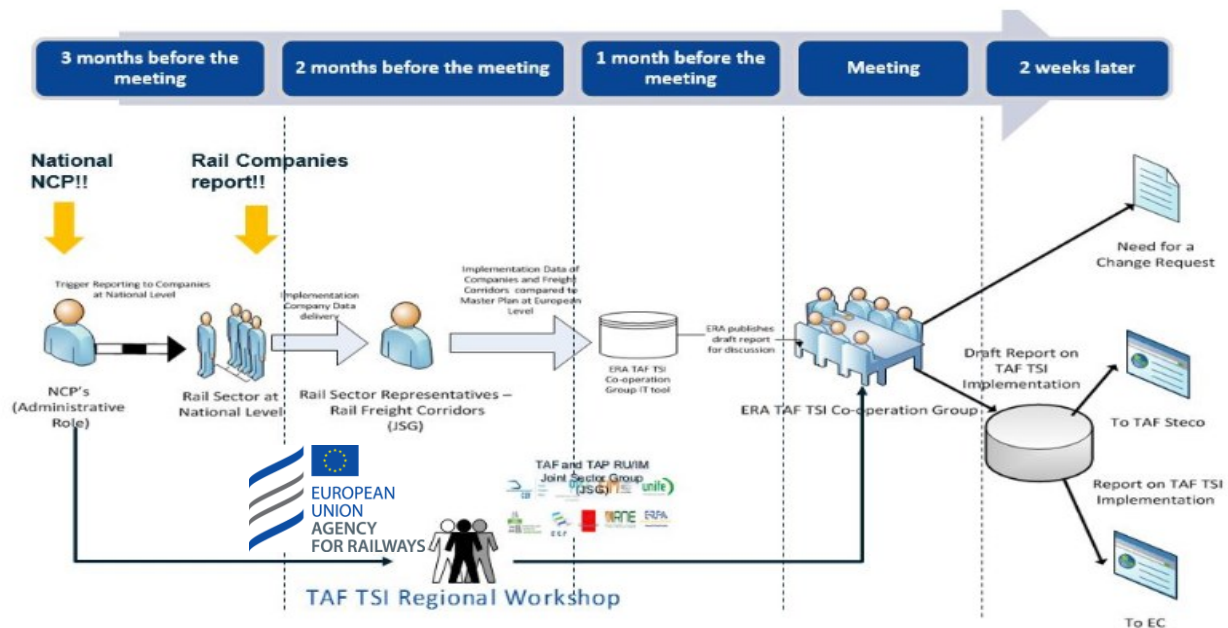 3 months before the
meeting
2 months before the meeting
1 month before the
meeting
Meeting
2 weeks later
National
NCP!!
Rail Companies
report!!
Trigger Reporting to Companies
at National Level
Implementation
Company Data
delivery
Implementation Data of
Companies and Freight
Corridors compared to
Master Plan at European
Level
ERA publishes
draft report
for discussion
Need for a
Change Request
NCP's
(Administrative
Role)
Rail Sector at
National Level
Rail Sector Representatives –
Rail Freight Corridors
(JSG)
ERA TAF TSI
Co-operation
Group IT tool
ERA TAF TSI Co-operation Group
Draft Report on
TAF TSI
Implementation
To TAF Steco
Report on TAF TSI
Implementation
To EC
EUROPEAN
UNION
AGENCY
FOR RAILWAYS
TAF and TAP RU/IM
Joint Sector Group
(JSG)
unife
RNE
ERFA
TAF TSI Regional Workshop